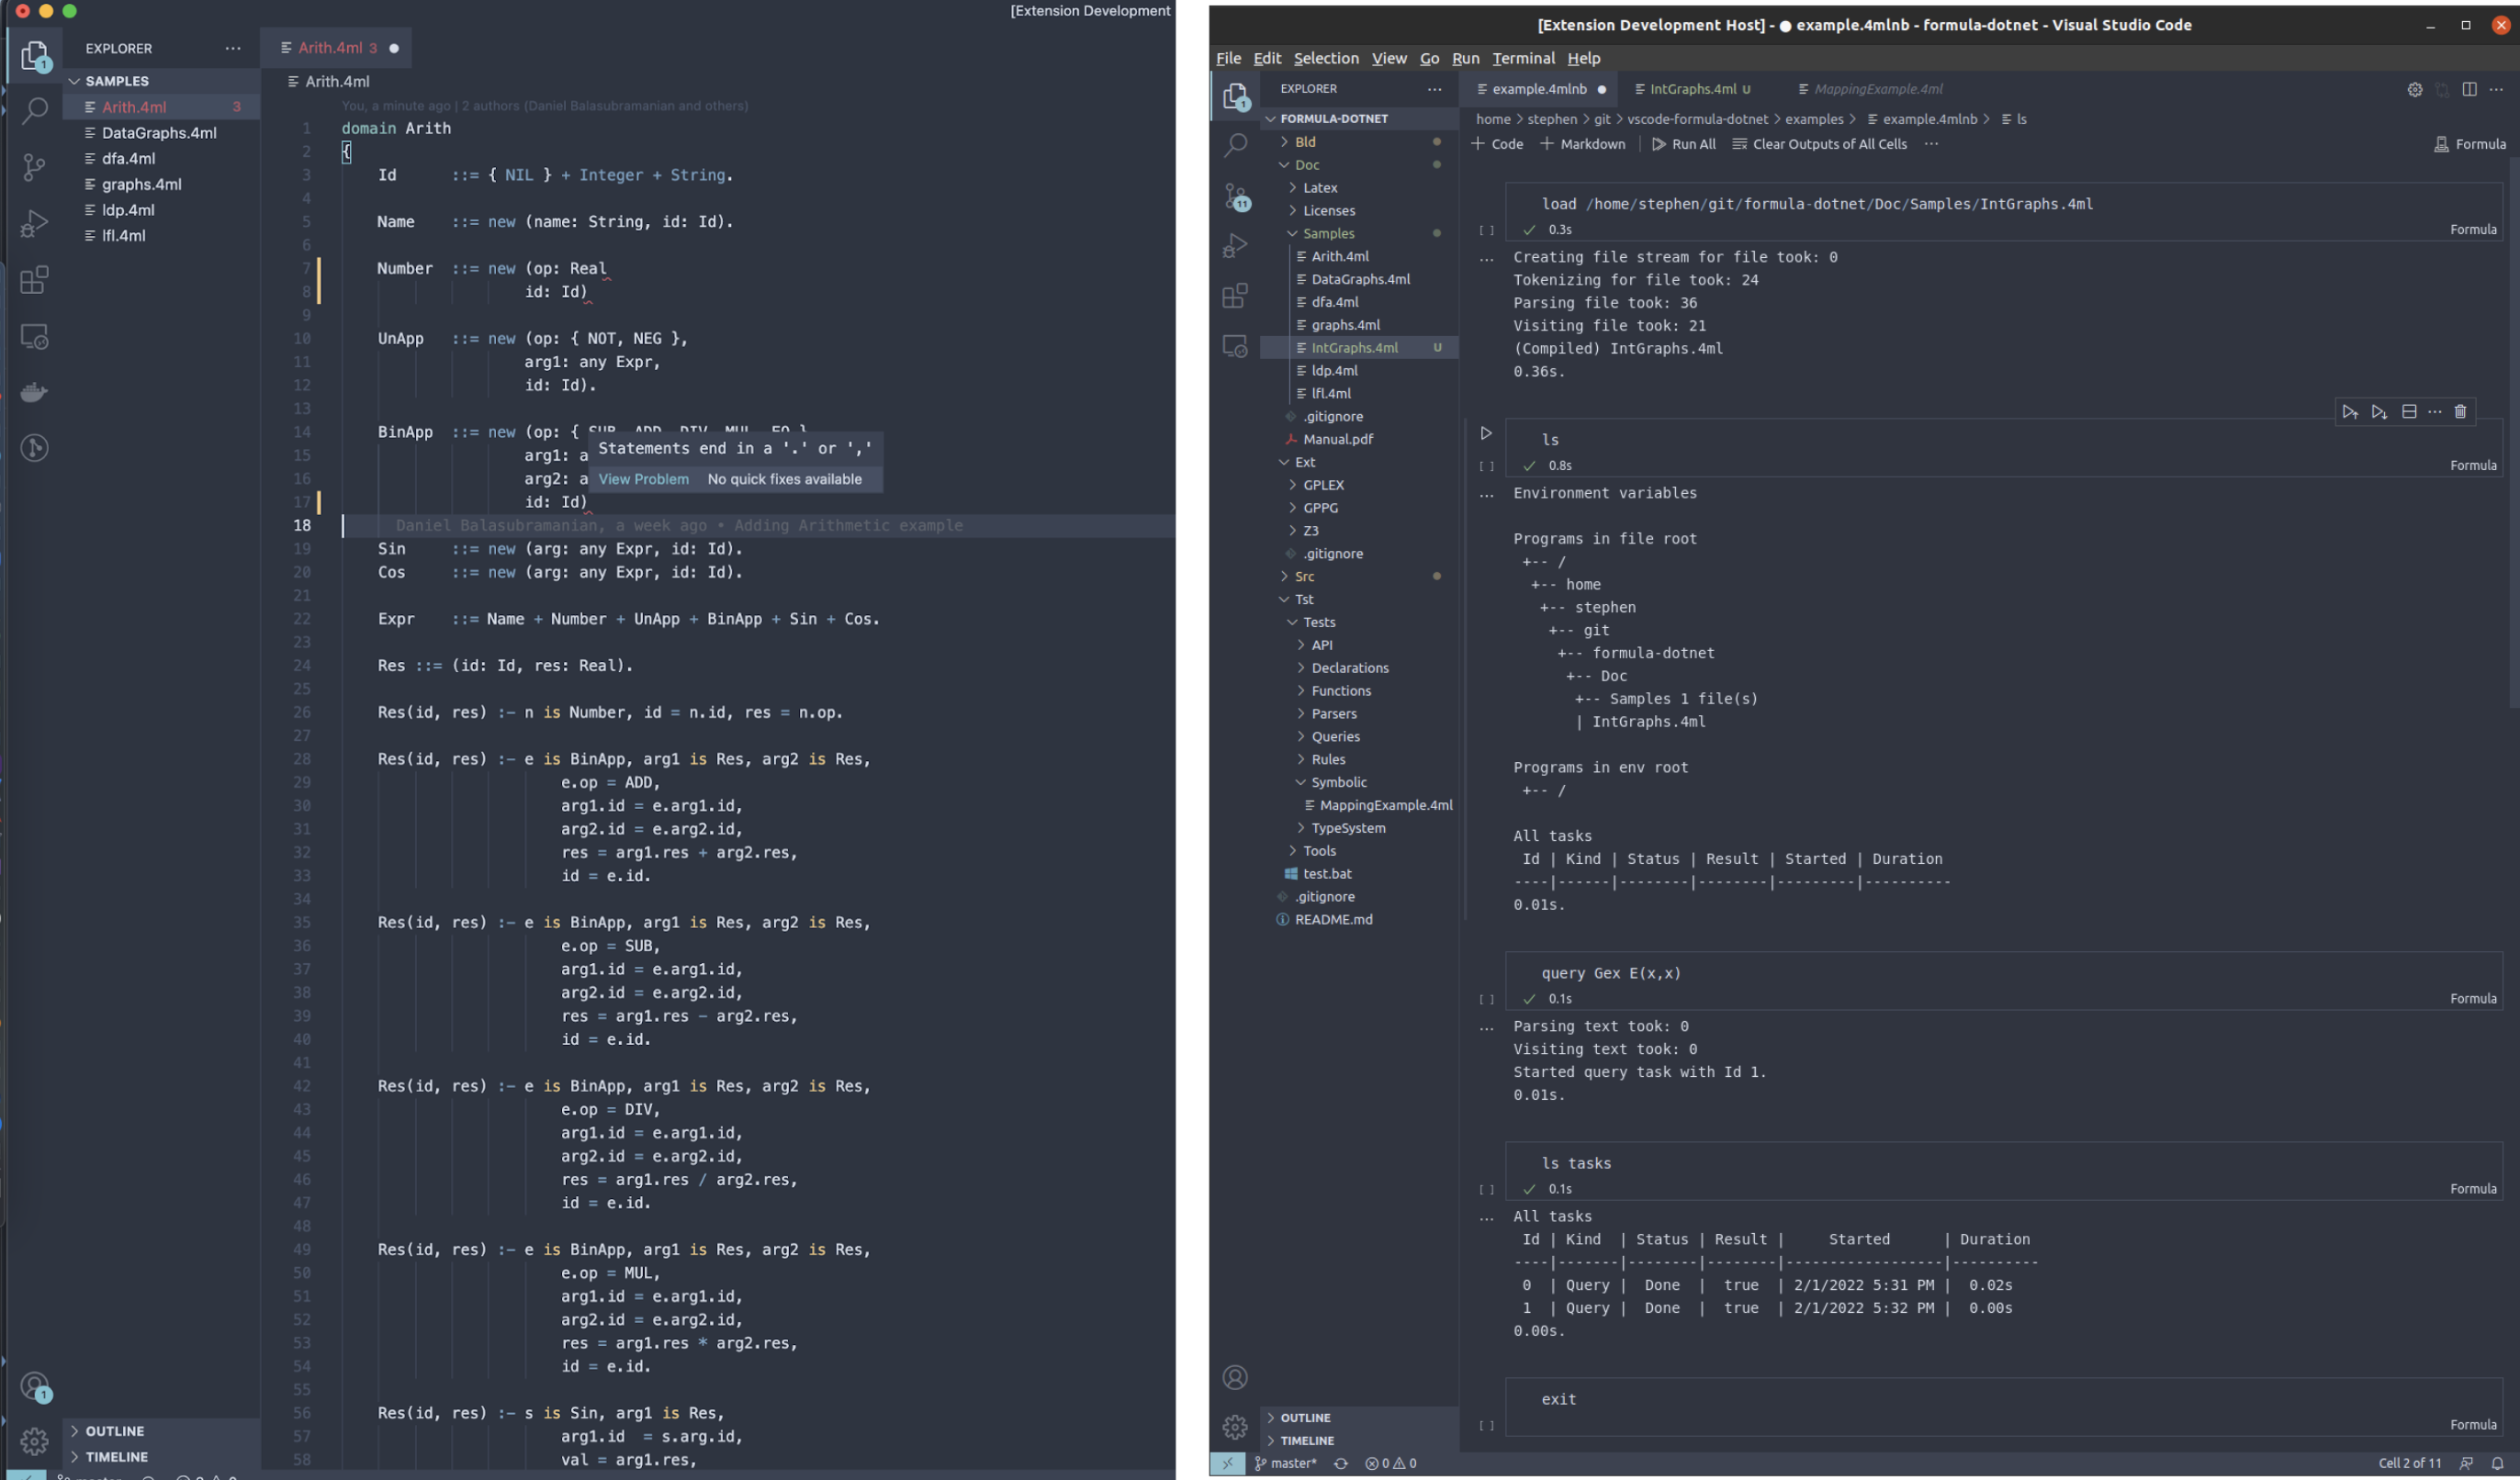 [Extension Development
EXPLORER ...
SAMPLES
Arith.4ml 3
DataGraphs.4ml
dfa.4ml
graphs.4ml
ldp.4ml
lfl.4ml
OUTLINE
TIMELINE
1
1
Arith.4ml 3 ●
Arith.4ml
You, a minute ago | 2 authors (Daniel Balasubramanian and others)
1 domain Arith
2 {
3 Id ::= { NIL } + Integer + String.
4
5 Name ::= new (name: String, id: Id).
6
7 Number ::= new (op: Real
8 id: Id)
9
10 UnApp ::= new (op: { NOT, NEG },
11 arg1: any Expr,
12 id: Id).
13
14 BinApp ::= new (op: { SUB, ADD, DIV, MUL, EQ }
15 arg1: a
16 arg2: a
17 id: Id)
Statements end in a '.' or ','
View Problem No quick fixes available
18 Daniel Balasubramanian, a week ago • Adding Arithmetic example
19 Sin ::= new (arg: any Expr, id: Id).
20 Cos ::= new (arg: any Expr, id: Id).
21
22 Expr ::= Name + Number + UnApp + BinApp + Sin + Cos.
23
24 Res ::= (id: Id, res: Real).
25
26 Res(id, res) :- n is Number, id = n.id, res = n.op.
27
28 Res(id, res) :- e is BinApp, arg1 is Res, arg2 is Res,
29 e.op = ADD,
30 arg1.id = e.arg1.id,
31 arg2.id = e.arg2.id,
32 res = arg1.res + arg2.res,
33 id = e.id.
34
35 Res(id, res) :- e is BinApp, arg1 is Res, arg2 is Res,
36 e.op = SUB,
37 arg1.id = e.arg1.id,
38 arg2.id = e.arg2.id,
39 res = arg1.res - arg2.res,
40 id = e.id.
41
42 Res(id, res) :- e is BinApp, arg1 is Res, arg2 is Res,
43 e.op = DIV,
44 arg1.id = e.arg1.id,
45 arg2.id = e.arg2.id,
46 res = arg1.res / arg2.res,
47 id = e.id.
48
49 Res(id, res) :- e is BinApp, arg1 is Res, arg2 is Res,
50 e.op = MUL,
51 arg1.id = e.arg1.id,
52 arg2.id = e.arg2.id,
53 res = arg1.res * arg2.res,
54 id = e.id.
55
56 Res(id, res) :- s is Sin, arg1 is Res,
57 arg1.id = s.arg.id,
58 val = arg1.res,
[Extension Development Host] - ● example.4mlnb - formula-dotnet - Visual Studio Code
File Edit Selection View Go Run Terminal Help
1
11
EXPLORER ...
FORMULA-DOTNET
Bld
Doc
Latex
Licenses
Samples
Arith.4ml
DataGraphs.4ml
dfa.4ml
graphs.4ml
IntGraphs.4ml U
ldp.4ml
lfl.4ml
.gitignore
Manual.pdf
Ext
GPLEX
GPPG
Z3
.gitignore
Src
Tst
Tests
API
Declarations
Functions
Parsers
Queries
Rules
Symbolic
MappingExample.4ml
TypeSystem
Tools
test.bat
.gitignore
README.md
OUTLINE
TIMELINE
example.4mlnb ● IntGraphs.4ml U MappingExample.4ml
home > stephen > git > vscode-formula-dotnet > examples > example.4mlnb > ls
+ Code + Markdown | Run All Clear Outputs of All Cells ... Formula
load /home/stephen/git/formula-dotnet/Doc/Samples/IntGraphs.4ml
[ ] ✓ 0.3s Formula
... Creating file stream for file took: 0
Tokenizing for file took: 24
Parsing file took: 36
Visiting file took: 21
(Compiled) IntGraphs.4ml
0.36s.
ls
[ ] ✓ 0.8s Formula
... Environment variables
Programs in file root
+-- /
+-- home
+-- stephen
+-- git
+-- formula-dotnet
+-- Doc
+-- Samples 1 file(s)
| IntGraphs.4ml
Programs in env root
+-- /
All tasks
Id | Kind | Status | Result | Started | Duration
----|------|--------|--------|---------|----------
0.01s.
query Gex E(x,x)
[ ] ✓ 0.1s Formula
... Parsing text took: 0
Visiting text took: 0
Started query task with Id 1.
0.01s.
ls tasks
[ ] ✓ 0.1s Formula
... All tasks
Id | Kind | Status | Result | Started | Duration
----|-------|--------|--------|------------------|----------
0 | Query | Done | true | 2/1/2022 5:31 PM | 0.02s
1 | Query | Done | true | 2/1/2022 5:32 PM | 0.00s
0.00s.
exit
[ ] Formula
master* 0 0 Cell 2 of 11